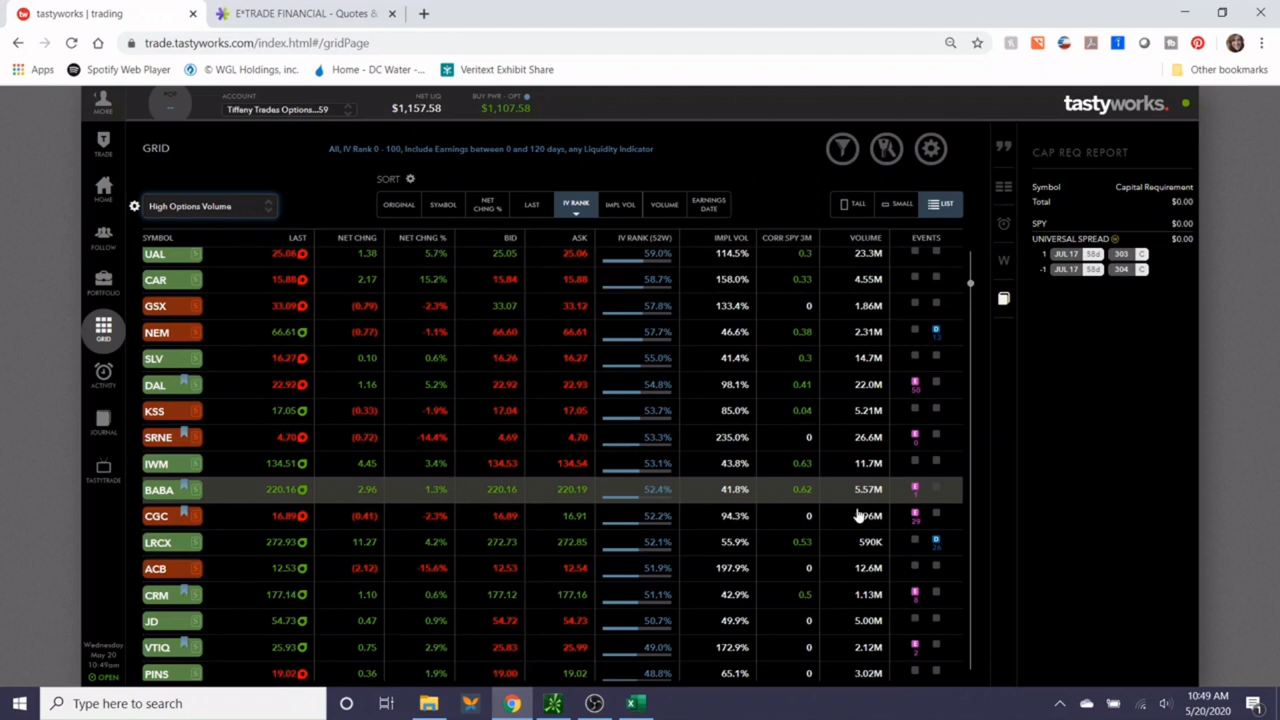 tastyworks | trading
E*TRADE FINANCIAL - Quotes &
trade.tastyworks.com/index.html#/gridPage
Apps Spotify Web Player © WGL Holdings, inc. Home - DC Water -... Veritext Exhibit Share Other bookmarks
MORE
POP
--
ACCOUNT
Tiffany Trades Options...59
NET LIQ
$1,157.58
BUY PWR - OPT
$1,107.58
tastyworks.
TRADE
HOME
FOLLOW
PORTFOLIO
GRID
ACTIVITY
JOURNAL
TASTYTRADE
Wednesday
May 20
10:49am
OPEN
GRID
All, IV Rank 0 - 100, Include Earnings between 0 and 120 days, any Liquidity Indicator
SORT
High Options Volume
ORIGINAL SYMBOL NET CHNG % LAST IV RANK IMPL VOL VOLUME EARNINGS DATE TALL SMALL LIST
SYMBOL LAST NET CHNG NET CHNG % BID ASK IV RANK (52W) IMPL VOL CORR SPY 3M VOLUME EVENTS
UAL S 25.06 1.38 5.7% 25.05 25.06 59.0% 114.5% 0.3 23.3M
CAR S 15.88 2.17 15.2% 15.84 15.88 58.7% 158.0% 0.33 4.55M
GSX S 33.09 (0.79) -2.3% 33.07 33.12 57.8% 133.4% 0 1.86M
NEM S 66.61 (0.77) -1.1% 66.60 66.61 57.7% 46.6% 0.38 2.31M D 13
SLV S 16.27 0.10 0.6% 16.26 16.27 55.0% 41.4% 0.3 14.7M
DAL S 22.92 1.16 5.2% 22.92 22.93 54.8% 98.1% 0.41 22.0M E 50
KSS S 17.05 (0.33) -1.9% 17.04 17.05 53.7% 85.0% 0.04 5.21M
SRNE S 4.70 (0.72) -14.4% 4.69 4.70 53.3% 235.0% 0 26.6M E 0
IWM S 134.51 4.45 3.4% 134.53 134.54 53.1% 43.8% 0.63 11.7M
BABA S 220.16 2.96 1.3% 220.16 220.19 52.4% 41.8% 0.62 5.57M E 1
CGC S 16.89 (0.41) -2.3% 16.89 16.91 52.2% 94.3% 0 E 29
LRCX S 272.93 11.27 4.2% 272.73 272.85 52.1% 55.9% 0.53 590K D 26
ACB S 12.53 (2.12) -15.6% 12.53 12.54 51.9% 197.9% 0 12.6M
CRM S 177.14 1.10 0.6% 177.12 177.16 51.1% 42.9% 0.5 1.13M E 8
JD S 54.73 0.47 0.9% 54.72 54.73 50.7% 49.9% 0 5.00M
VTIQ S 25.93 0.75 2.9% 25.83 25.99 49.0% 172.9% 0 2.12M E 2
PINS S 19.02 0.36 1.9% 19.00 19.02 48.8% 65.1% 0 3.02M
W
CAP REQ REPORT
Symbol Capital Requirement
Total $0.00
SPY $0.00
UNIVERSAL SPREAD $0.00
1 JUL 17 58d 303 C
-1 JUL 17 58d 304 C
Type here to search
10:49 AM
5/20/2020
1